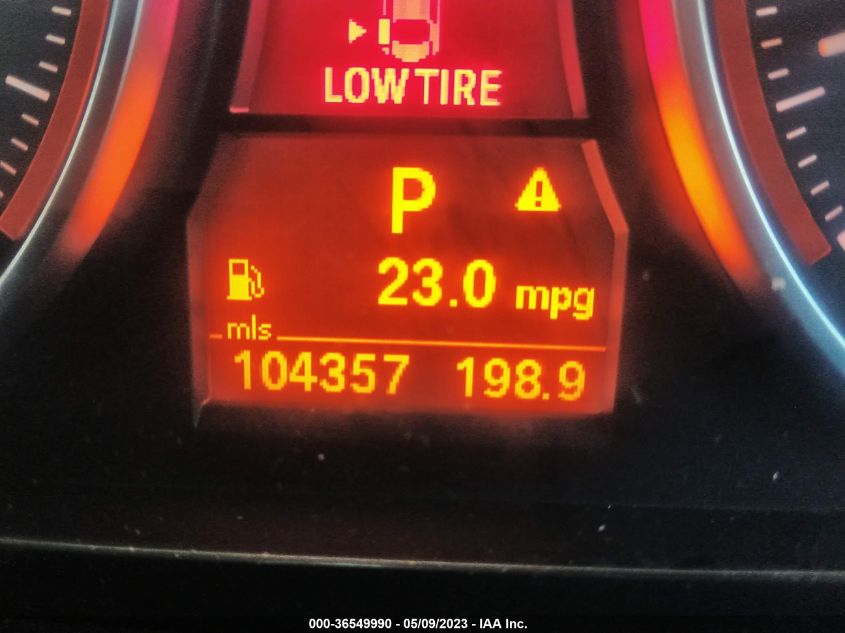 LOW TIRE
P
23.0 mpg
mls
104357 198.9
000-36549990 - 05/09/2023 - IAA Inc.